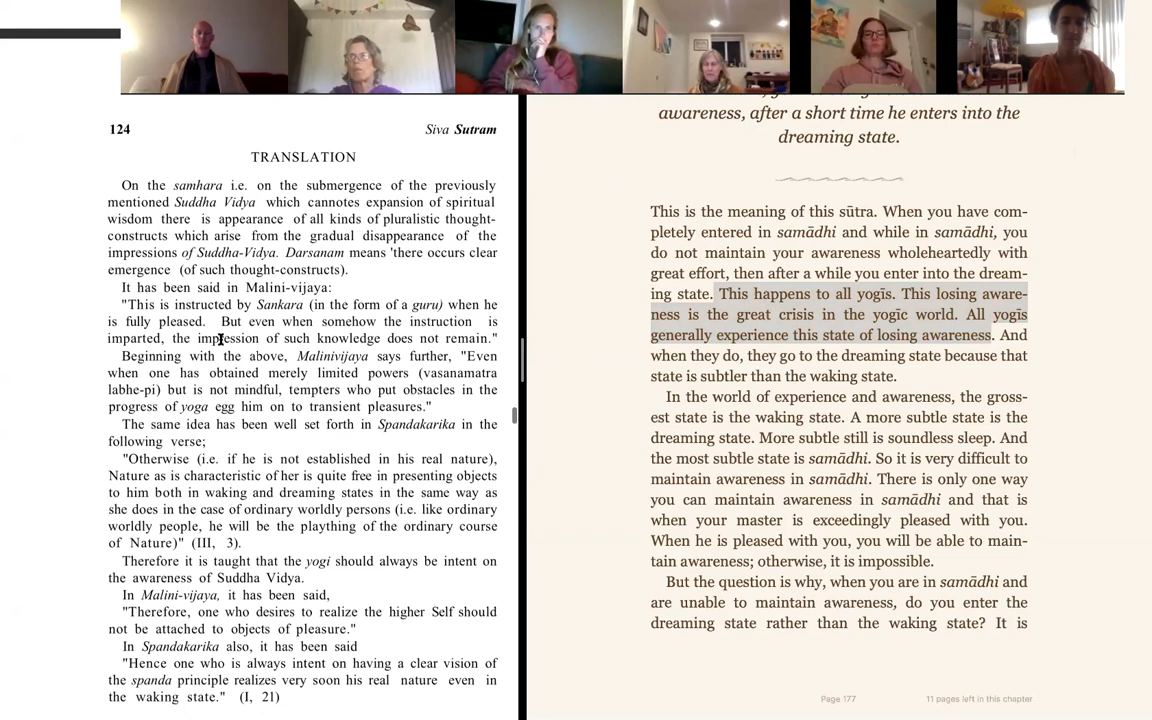 124
Siva Sutram
TRANSLATION
On the samhara i.e. on the submergence of the previously
mentioned Suddha Vidya which cannotes expansion of spiritual
wisdom there is appearance of all kinds of pluralistic thought-
constructs which arise from the gradual disappearance of the
impressions of Suddha-Vidya. Darsanam means 'there occurs clear
emergence (of such thought-constructs).
It has been said in Malini-vijaya:
"This is instructed by Sankara (in the form of a guru) when he
is fully pleased. But even when somehow the instruction is
imparted, the impression of such knowledge does not remain."
Beginning with the above, Malinivijaya says further, "Even
when one has obtained merely limited powers (vasanamatra
labhe-pi) but is not mindful, tempters who put obstacles in the
progress of yoga egg him on to transient pleasures."
The same idea has been well set forth in Spandakarika in the
following verse;
"Otherwise (i.e. if he is not established in his real nature),
Nature as is characteristic of her is quite free in presenting objects
to him both in waking and dreaming states in the same way as
she does in the case of ordinary worldly persons (i.e. like ordinary
worldly people, he will be the plaything of the ordinary course
of Nature)" (III, 3).
Therefore it is taught that the yogi should always be intent on
the awareness of Suddha Vidya.
In Malini-vijaya, it has been said,
"Therefore, one who desires to realize the higher Self should
not be attached to objects of pleasure."
In Spandakarika also, it has been said
"Hence one who is always intent on having a clear vision of
the spanda principle realizes very soon his real nature even in
the waking state." (I, 21)
awareness, after a short time he enters into the
dreaming state.
This is the meaning of this sūtra. When you have com-
pletely entered in samādhi and while in samādhi, you
do not maintain your awareness wholeheartedly with
great effort, then after a while you enter into the dream-
ing state. This happens to all yogīs. This losing aware-
ness is the great crisis in the yogīc world. All yogīs
generally experience this state of losing awareness. And
when they do, they go to the dreaming state because that
state is subtler than the waking state.
In the world of experience and awareness, the gross-
est state is the waking state. A more subtle state is the
dreaming state. More subtle still is soundless sleep. And
the most subtle state is samādhi. So it is very difficult to
maintain awareness in samādhi. There is only one way
you can maintain awareness in samādhi and that is
when your master is exceedingly pleased with you.
When he is pleased with you, you will be able to main-
tain awareness; otherwise, it is impossible.
But the question is why, when you are in samādhi and
are unable to maintain awareness, do you enter the
dreaming state rather than the waking state? It is
Page 177
11 pages left in this chapter